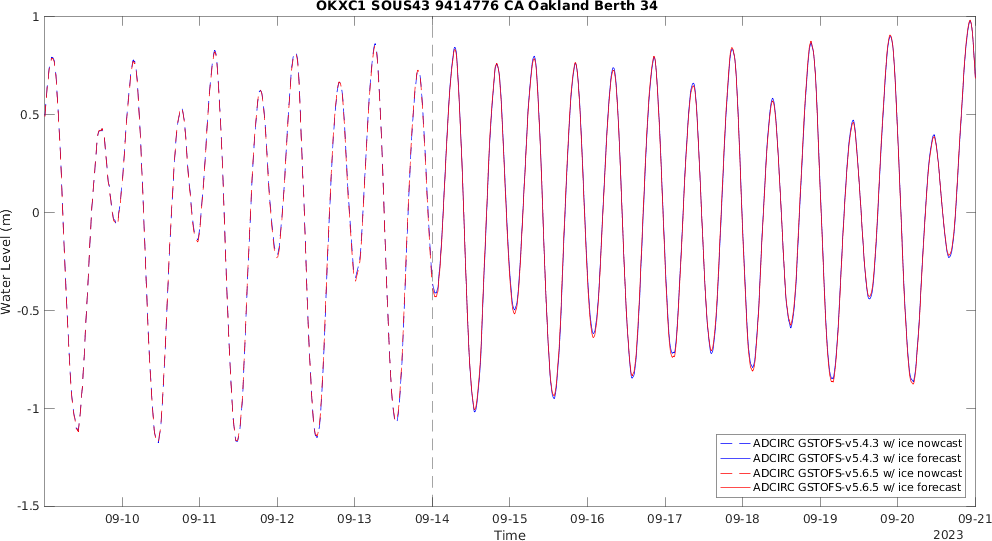 OKXC1 SOUS43 9414776 CA Oakland Berth 34
1
0.5
0
-0.5
-1
-1.5
Water Level (m)
09-10 09-11 09-12 09-13 09-14 09-15 09-16 09-17 09-18 09-19 09-20 09-21
Time
2023
ADCIRC GSTOFS-v5.4.3 w/ ice nowcast
ADCIRC GSTOFS-v5.4.3 w/ ice forecast
ADCIRC GSTOFS-v5.6.5 w/ ice nowcast
ADCIRC GSTOFS-v5.6.5 w/ ice forecast